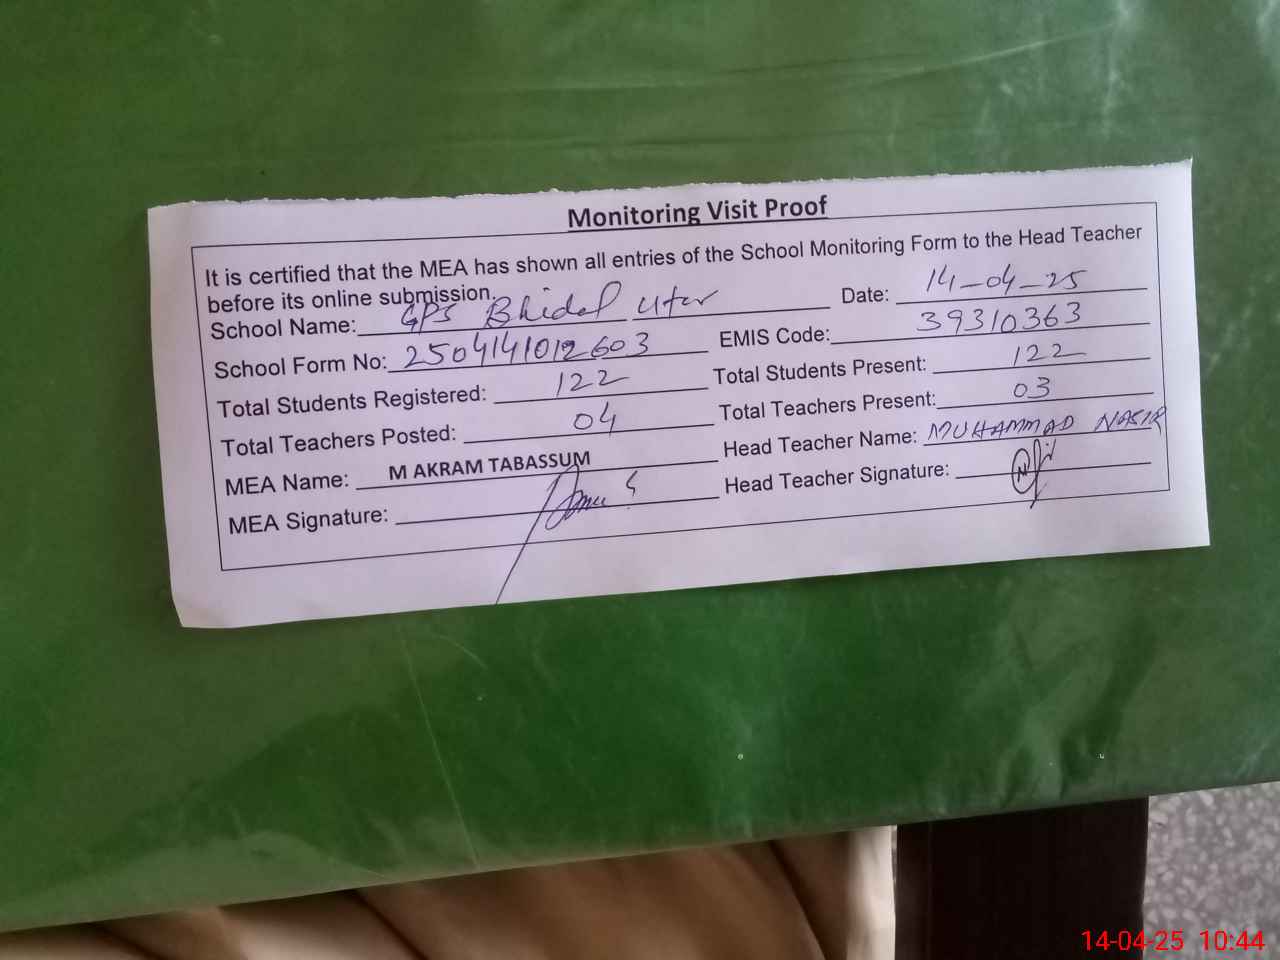 Monitoring Visit Proof
It is certified that the MEA has shown all entries of the School Monitoring Form to the Head Teacher
before its online submission.
School Name: GPS Bhidal Utar Date: 14-04-25
School Form No: 2504141012603 EMIS Code: 39310363
Total Students Registered: 122 Total Students Present: 122
Total Teachers Posted: 04 Total Teachers Present: 03
MEA Name: M AKRAM TABASSUM Head Teacher Name: MUHAMMAD NASIR
MEA Signature: Head Teacher Signature:
14-04-25 10:44